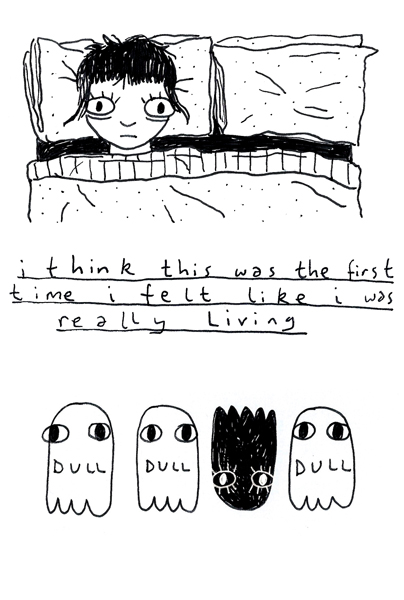 i think this was the first
time i felt like i was
really living
DULL
DULL
DULL